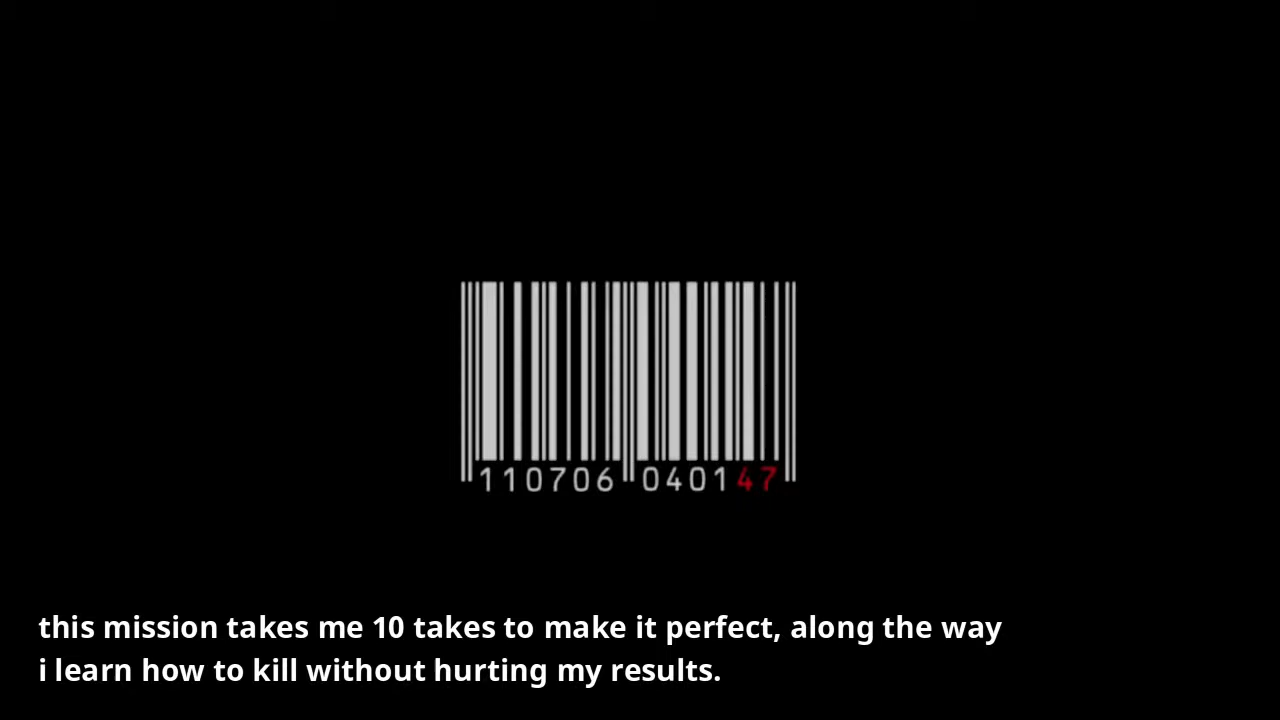 110706 040147
this mission takes me 10 takes to make it perfect, along the way
i learn how to kill without hurting my results.